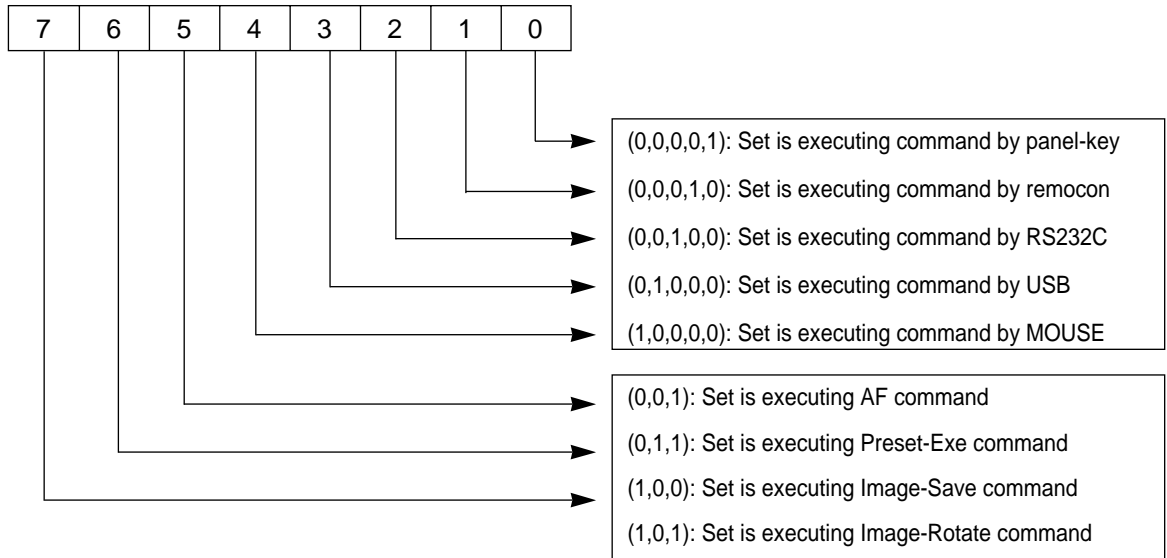 7 6 5 4 3 2 1 0
(0,0,0,0,1): Set is executing command by panel-key
(0,0,0,1,0): Set is executing command by remocon
(0,0,1,0,0): Set is executing command by RS232C
(0,1,0,0,0): Set is executing command by USB
(1,0,0,0,0): Set is executing command by MOUSE
(0,0,1): Set is executing AF command
(0,1,1): Set is executing Preset-Exe command
(1,0,0): Set is executing Image-Save command
(1,0,1): Set is executing Image-Rotate command